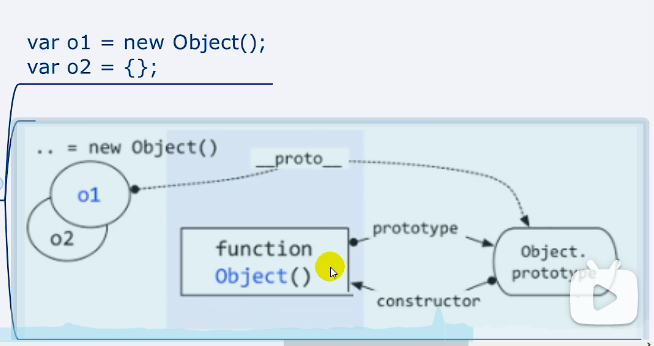 var o1 = new Object();
var o2 = {};
.. = new Object()
__proto__
o1
o2
function
Object()
prototype
Object.
prototype
constructor